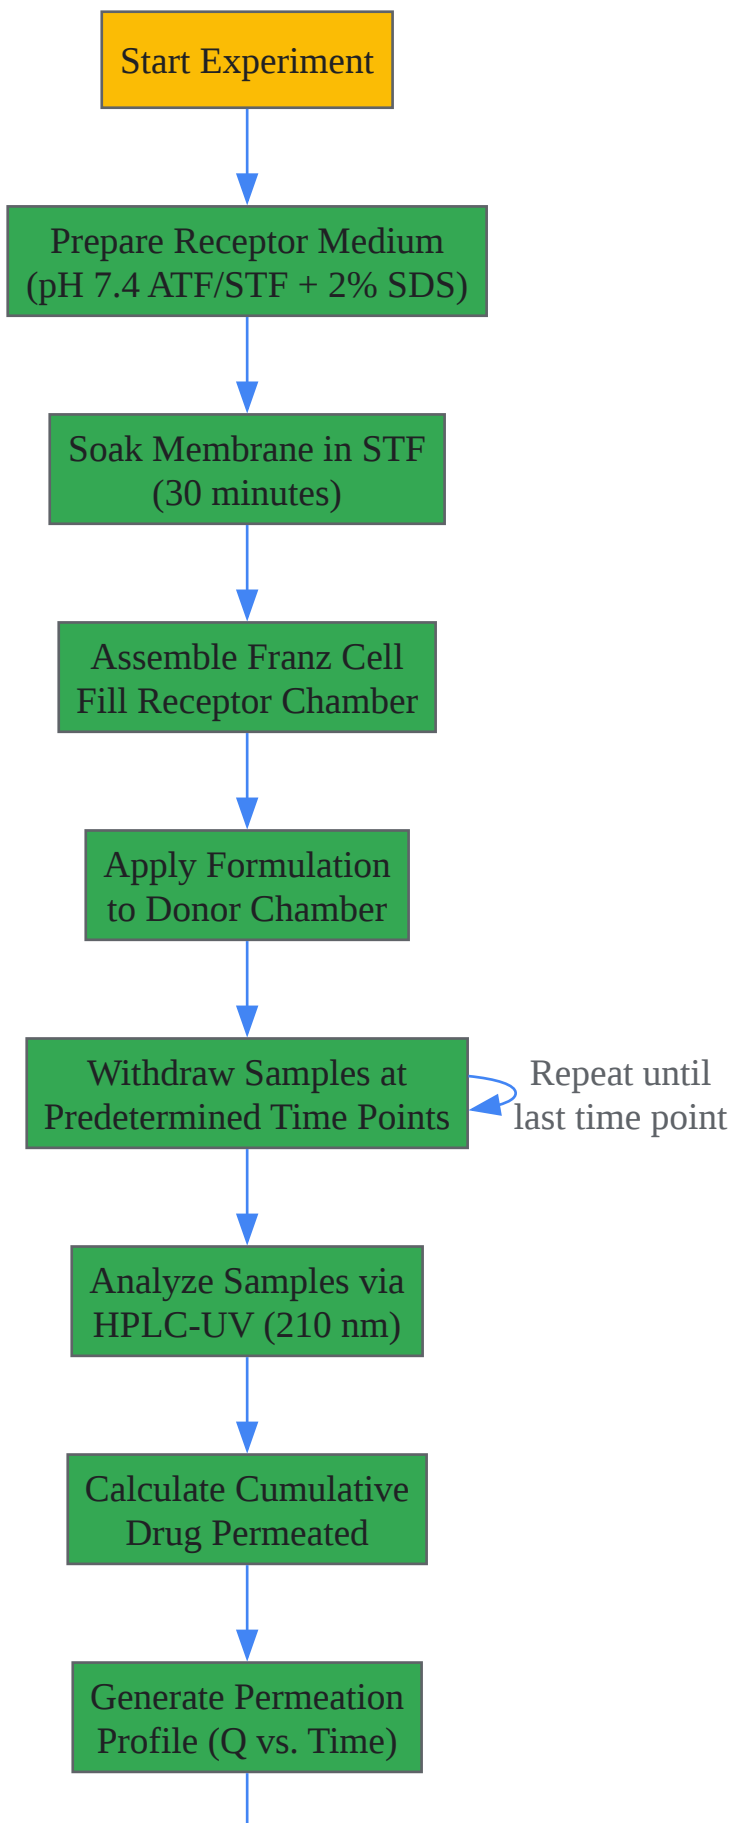 Start Experiment
Prepare Receptor Medium
(pH 7.4 ATF/STF + 2% SDS)
Soak Membrane in STF
(30 minutes)
Assemble Franz Cell
Fill Receptor Chamber
Apply Formulation
to Donor Chamber
Withdraw Samples at
Predetermined Time Points
Repeat until
last time point
Analyze Samples via
HPLC-UV (210 nm)
Calculate Cumulative
Drug Permeated
Generate Permeation
Profile (Q vs. Time)